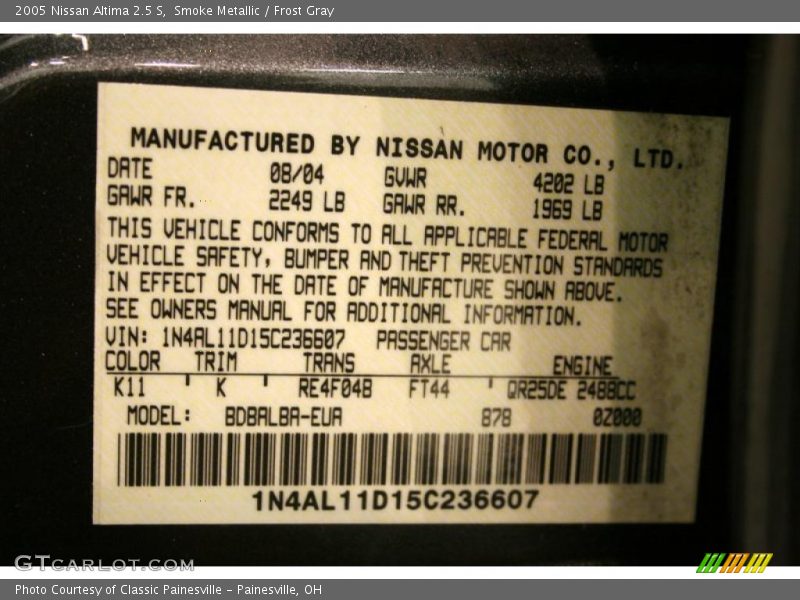 2005 Nissan Altima 2.5 S, Smoke Metallic / Frost Gray
MANUFACTURED BY NISSAN MOTOR CO., LTD.
DATE 08/04 GVWR 4202 LB
GAWR FR. 2249 LB GAWR RR. 1969 LB
THIS VEHICLE CONFORMS TO ALL APPLICABLE FEDERAL MOTOR
VEHICLE SAFETY, BUMPER AND THEFT PREVENTION STANDARDS
IN EFFECT ON THE DATE OF MANUFACTURE SHOWN ABOVE.
SEE OWNERS MANUAL FOR ADDITIONAL INFORMATION.
VIN: 1N4AL11D15C236607 PASSENGER CAR
COLOR TRIM TRANS AXLE ENGINE
K11 K RE4F04B FT44 QR25DE 2488CC
MODEL: BDBALBA-EUA 878 0Z000
1N4AL11D15C236607
GTCARLOT.COM
Photo Courtesy of Classic Painesville - Painesville, OH